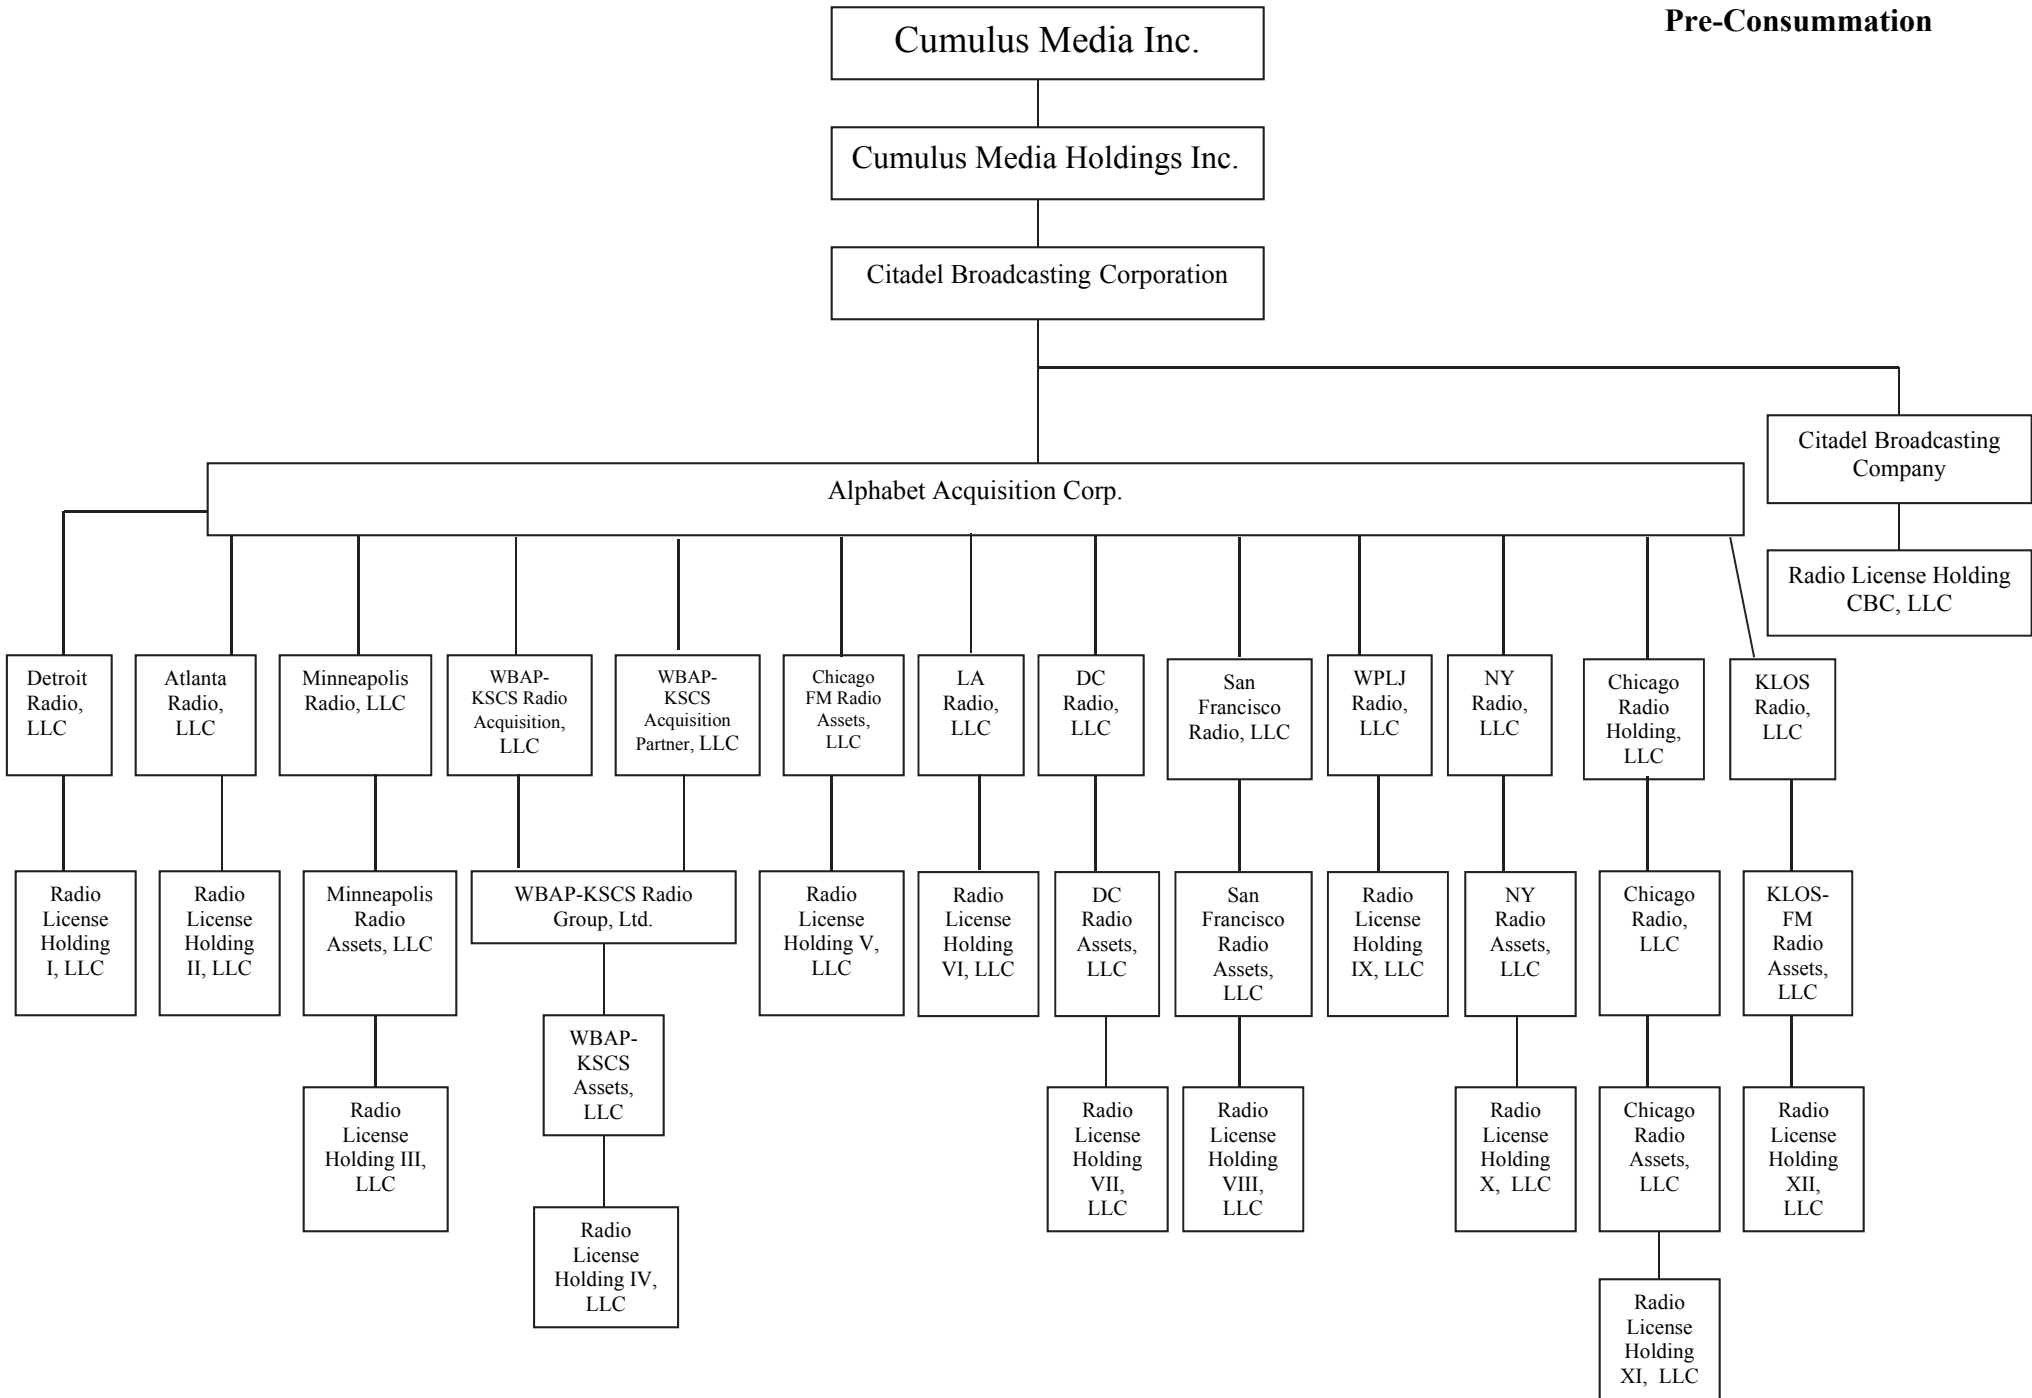 Pre-Consummation
Cumulus Media Inc.
Cumulus Media Holdings Inc.
Citadel Broadcasting Corporation
Citadel Broadcasting
Company
Alphabet Acquisition Corp.
Radio License Holding
CBC, LLC
Detroit
Radio,
LLC
Atlanta
Radio,
LLC
Minneapolis
Radio, LLC
WBAP-
KSCS Radio
Acquisition,
LLC
WBAP-
KSCS
Acquisition
Partner, LLC
Chicago
FM Radio
Assets,
LLC
LA
Radio,
LLC
DC
Radio,
LLC
San
Francisco
Radio, LLC
WPLJ
Radio,
LLC
NY
Radio,
LLC
Chicago
Radio
Holding,
LLC
KLOS
Radio,
LLC
Radio
License
Holding
I, LLC
Radio
License
Holding
II, LLC
Minneapolis
Radio
Assets, LLC
WBAP-KSCS Radio
Group, Ltd.
Radio
License
Holding V,
LLC
Radio
License
Holding
VI, LLC
DC
Radio
Assets,
LLC
San
Francisco
Radio
Assets,
LLC
Radio
License
Holding
IX, LLC
NY
Radio
Assets,
LLC
Chicago
Radio,
LLC
KLOS-
FM
Radio
Assets,
LLC
WBAP-
KSCS
Assets,
LLC
Radio
License
Holding III,
LLC
Radio
License
Holding
VII,
LLC
Radio
License
Holding
VIII,
LLC
Radio
License
Holding
X, LLC
Chicago
Radio
Assets,
LLC
Radio
License
Holding
XII,
LLC
Radio
License
Holding IV,
LLC
Radio
License
Holding
XI, LLC